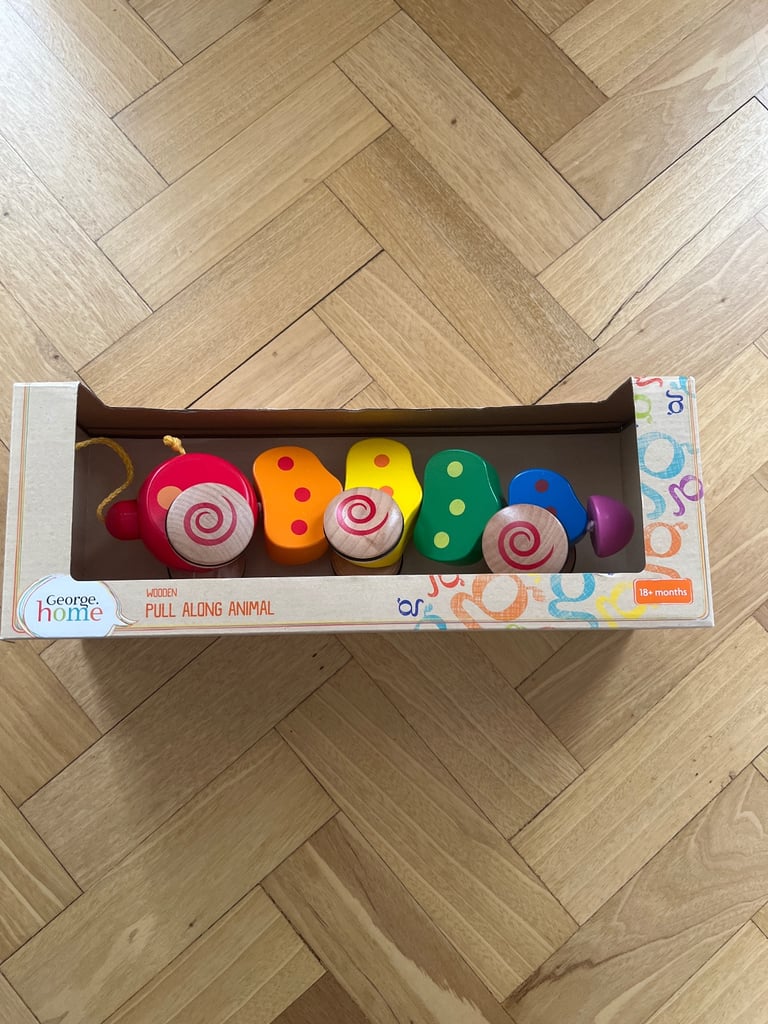 George.
home
WOODEN
PULL ALONG ANIMAL
18+ months